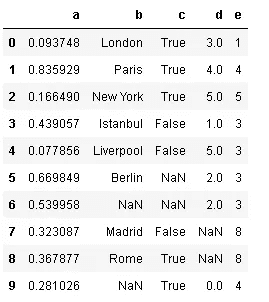 a b c d e
0 0.093748 London True 3.0 1
1 0.835929 Paris True 4.0 4
2 0.166490 New York True 5.0 5
3 0.439057 Istanbul False 1.0 3
4 0.077856 Liverpool False 5.0 3
5 0.669849 Berlin NaN 2.0 3
6 0.539958 NaN NaN 2.0 3
7 0.323087 Madrid False NaN 8
8 0.367877 Rome True NaN 8
9 0.281026 NaN True 0.0 4